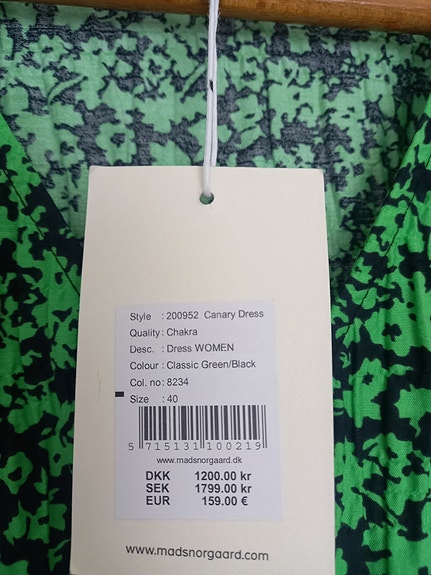 Style : 200952 Canary Dress
Quality : Chakra
Desc. : Dress WOMEN
Colour : Classic Green/Black
Col. no : 8234
Size : 40
5 715131 100219
www.madsnorgaard.dk
DKK 1200.00 kr
SEK 1799.00 kr
EUR 159.00 €
www.madsnorgaard.com